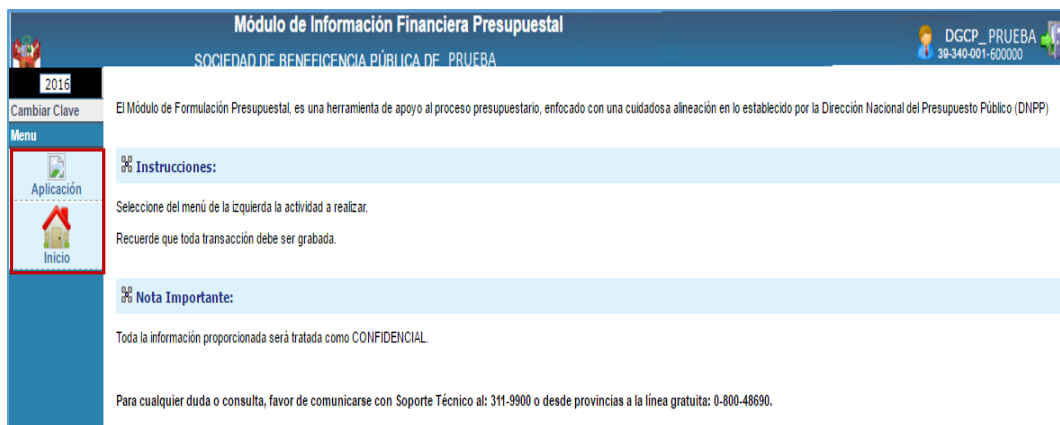 Módulo de Información Financiera Presupuestal
SOCIEDAD DE BENEFICENCIA PÚBLICA DE PRUEBA
DGCP_PRUEBA
39-340-001-600000
2016
Cambiar Clave
Menu
Aplicación
Inicio
El Módulo de Formulación Presupuestal, es una herramienta de apoyo al proceso presupuestario, enfocado con una cuidadosa alineación en lo establecido por la Dirección Nacional del Presupuesto Público (DNPP)
Instrucciones:
Seleccione del menú de la izquierda la actividad a realizar.
Recuerde que toda transacción debe ser grabada.
Nota Importante:
Toda la información proporcionada será tratada como CONFIDENCIAL.
Para cualquier duda o consulta, favor de comunicarse con Soporte Técnico al: 311-9900 o desde provincias a la línea gratuita: 0-800-48690.